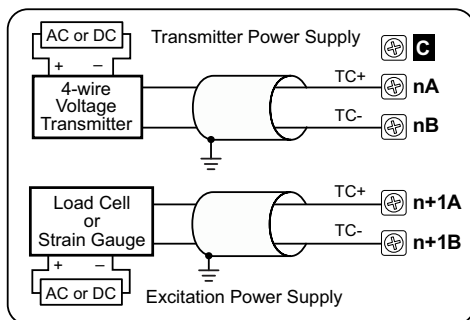 AC or DC
Transmitter Power Supply
C
+ –
4-wire
Voltage
Transmitter
TC+
nA
TC-
nB
Load Cell
or
Strain Gauge
TC+
n+1A
TC-
n+1B
+ –
AC or DC
Excitation Power Supply